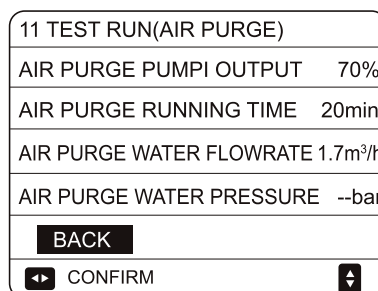 11 TEST RUN(AIR PURGE)
AIR PURGE PUMPI OUTPUT 70%
AIR PURGE RUNNING TIME 20min
AIR PURGE WATER FLOWRATE 1.7m³/h
AIR PURGE WATER PRESSURE --bar
BACK
CONFIRM